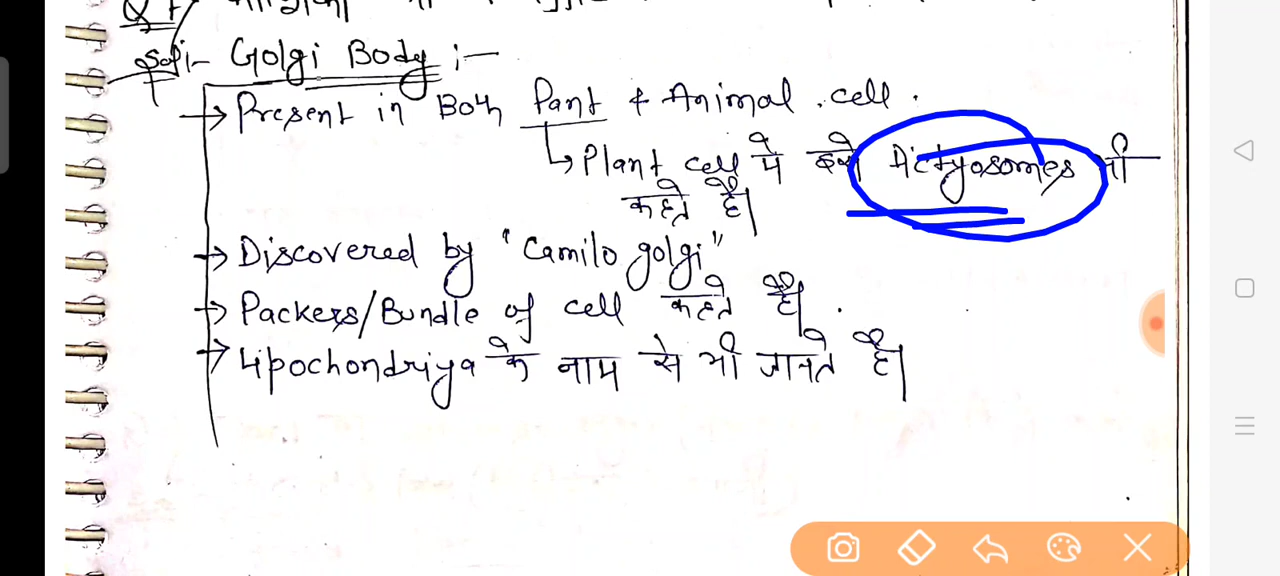 Golgi Body :-
→ Present in Both Pant & Animal cell.
↳ Plant cell में इसे Dictyosomes भी
कहते है।
→ Discovered by "Camilo golgi"
→ Packers/Bundle of cell कहते है।
→ Lipochondriya के नाम से भी जानते है।